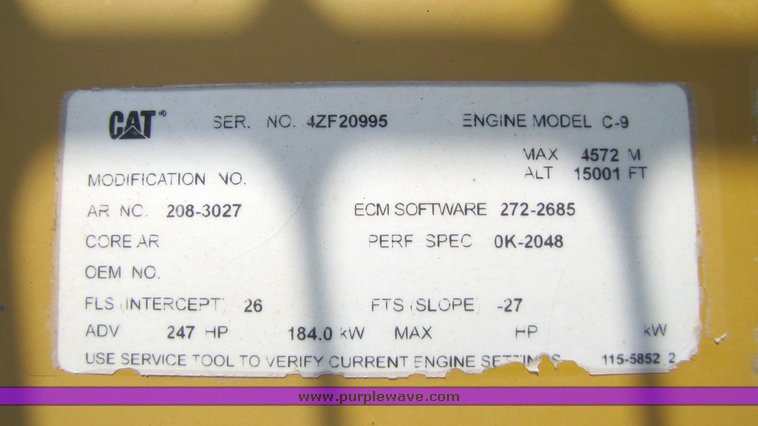 CAT® SER. NO. 4ZF20995 ENGINE MODEL C-9
MAX 4572 M
ALT 15001 FT
MODIFICATION NO.
AR NO. 208-3027 ECM SOFTWARE 272-2685
CORE AR PERF SPEC 0K-2048
OEM NO.
FLS (INTERCEPT) 26 FTS (SLOPE) -27
ADV 247 HP 184.0 kW MAX HP kW
USE SERVICE TOOL TO VERIFY CURRENT ENGINE SETTINGS 115-5852 2
www.purplewave.com